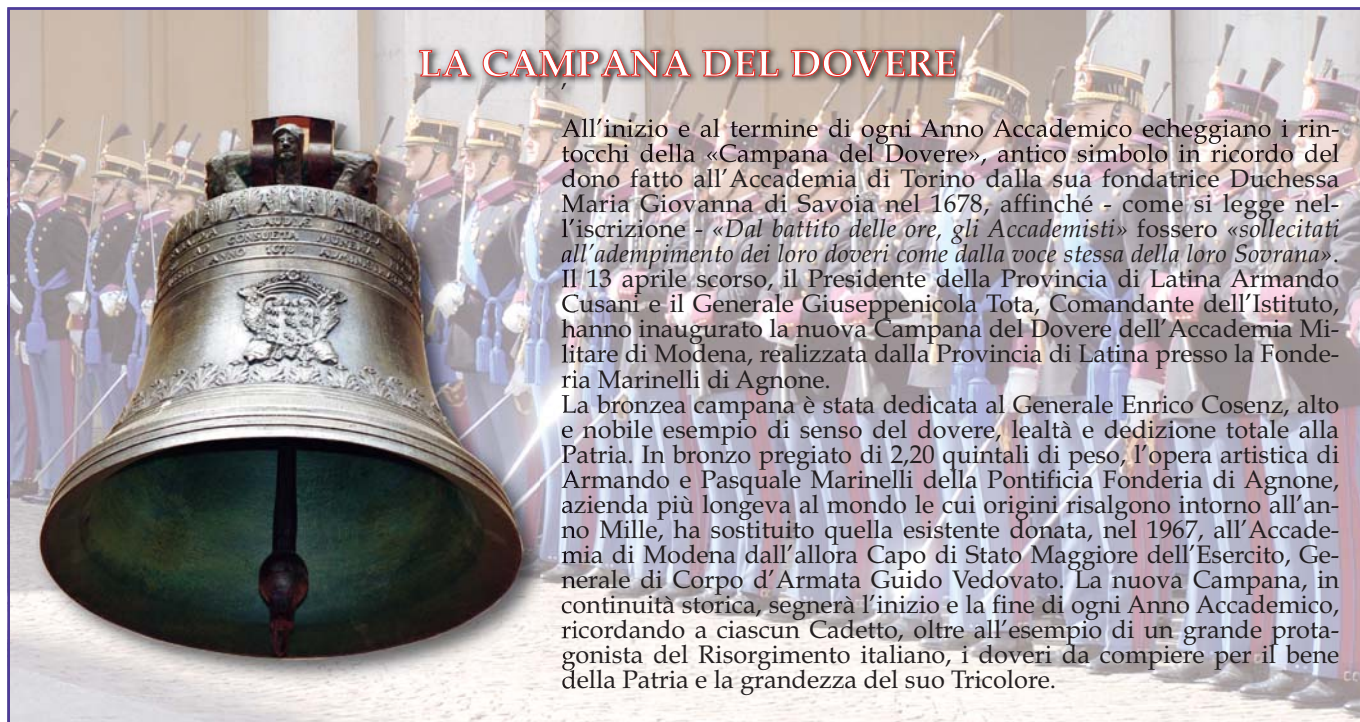 LA CAMPANA DEL DOVERE
All'inizio e al termine di ogni Anno Accademico echeggiano i rin-
tocchi della «Campana del Dovere», antico simbolo in ricordo del
dono fatto all'Accademia di Torino dalla sua fondatrice Duchessa
Maria Giovanna di Savoia nel 1678, affinché - come si legge nel-
l'iscrizione - «Dal battito delle ore, gli Accademisti» fossero «sollecitati
all'adempimento dei loro doveri come dalla voce stessa della loro Sovrana».
Il 13 aprile scorso, il Presidente della Provincia di Latina Armando
Cusani e il Generale Giuseppenicola Tota, Comandante dell'Istituto,
hanno inaugurato la nuova Campana del Dovere dell'Accademia Mi-
litare di Modena, realizzata dalla Provincia di Latina presso la Fonde-
ria Marinelli di Agnone.
La bronzea campana è stata dedicata al Generale Enrico Cosenz, alto
e nobile esempio di senso del dovere, lealtà e dedizione totale alla
Patria. In bronzo pregiato di 2,20 quintali di peso, l'opera artistica di
Armando e Pasquale Marinelli della Pontificia Fonderia di Agnone,
azienda più longeva al mondo le cui origini risalgono intorno all'an-
no Mille, ha sostituito quella esistente donata, nel 1967, all'Accade-
mia di Modena dall'allora Capo di Stato Maggiore dell'Esercito, Ge-
nerale di Corpo d'Armata Guido Vedovato. La nuova Campana, in
continuità storica, segnerà l'inizio e la fine di ogni Anno Accademico,
ricordando a ciascun Cadetto, oltre all'esempio di un grande prota-
gonista del Risorgimento italiano, i doveri da compiere per il bene
della Patria e la grandezza del suo Tricolore.
SABAUDIE DUCISSA
CONSUETA MUNERA
ANNO 1678